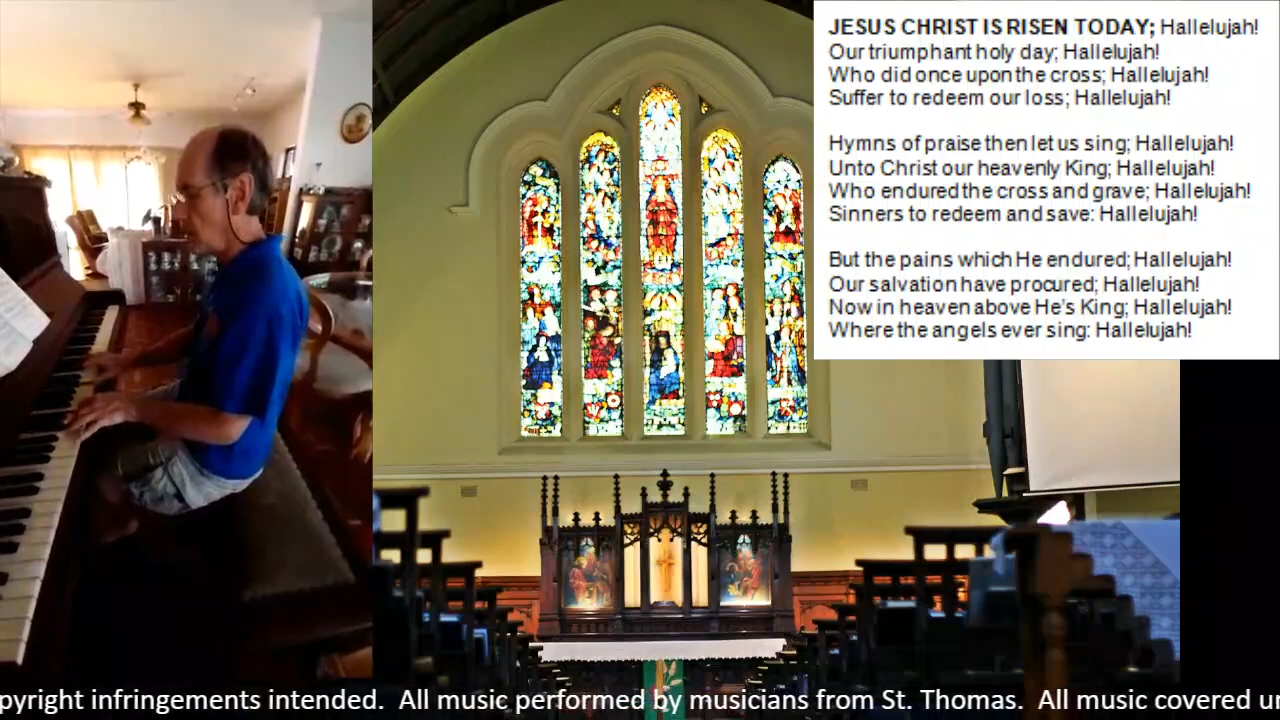 JESUS CHRIST IS RISEN TODAY; Hallelujah!
Our triumphant holy day; Hallelujah!
Who did once upon the cross; Hallelujah!
Suffer to redeem our loss; Hallelujah!
Hymns of praise then let us sing; Hallelujah!
Unto Christ our heavenly King; Hallelujah!
Who endured the cross and grave; Hallelujah!
Sinners to redeem and save: Hallelujah!
But the pains which He endured; Hallelujah!
Our salvation have procured; Hallelujah!
Now in heaven above He's King; Hallelujah!
Where the angels ever sing: Hallelujah!
pyright infringements intended. All music performed by musicians from St. Thomas. All music covered u